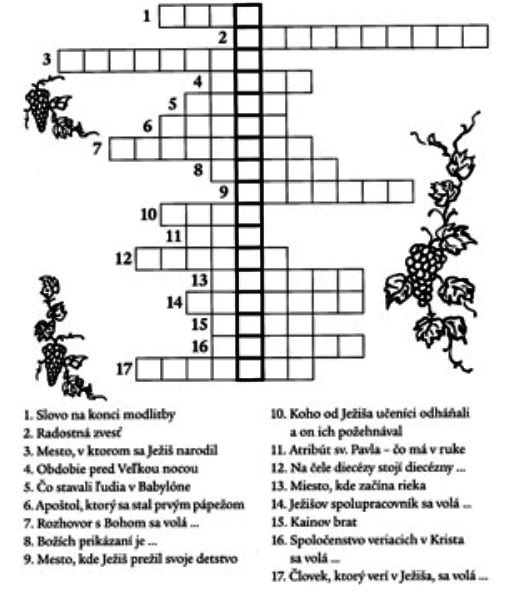 1
2
3
4
5
6
7
8
9
10
11
12
13
14
15
16
17
1. Slovo na konci modlitby
2. Radostná zvesť
3. Mesto, v ktorom sa Ježiš narodil
4. Obdobie pred Veľkou nocou
5. Čo stavali ľudia v Babylóne
6. Apoštol, ktorý sa stal prvým pápežom
7. Rozhovor s Bohom sa volá ...
8. Božích prikázaní je ...
9. Mesto, kde Ježiš prežil svoje detstvo
10. Koho od Ježiša učeníci odháňali
a on ich požehnával
11. Atribút sv. Pavla – čo má v ruke
12. Na čele diecézy stojí diecézny ...
13. Miesto, kde začína rieka
14. Ježišov spolupracovník sa volá ...
15. Kainov brat
16. Spoločenstvo veriacich v Krista
sa volá ...
17. Človek, ktorý verí v Ježiša, sa volá ...